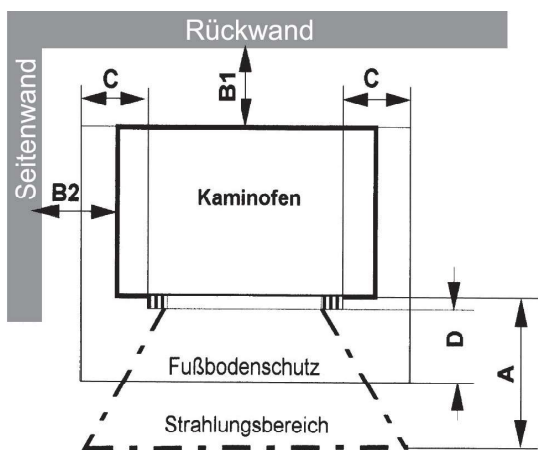 Rückwand
Seitenwand
C
B1
C
B2
Kaminofen
D
A
Fußbodenschutz
Strahlungsbereich